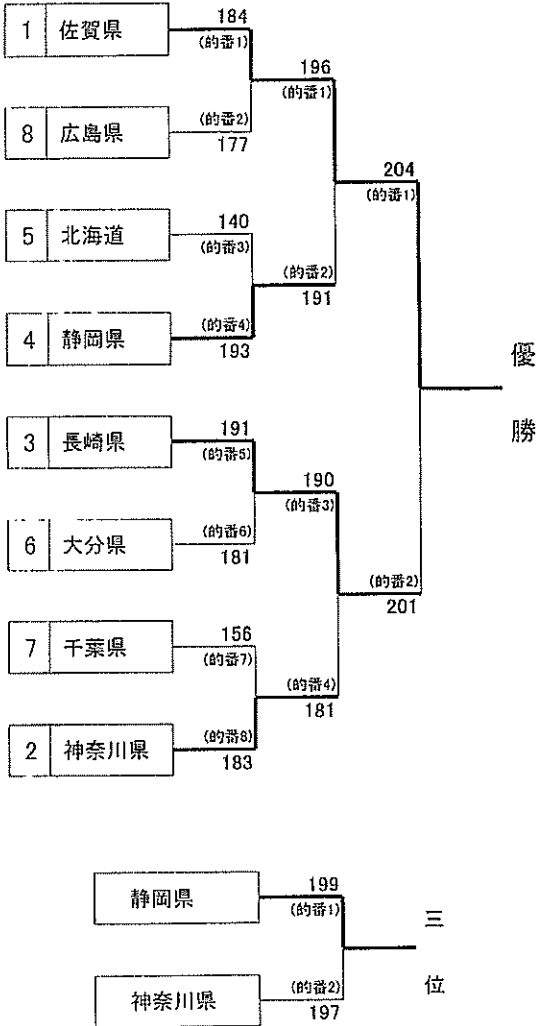 1 佐賀県
184
(的番1)
196
(的番1)
8 広島県
(的番2)
177
204
(的番1)
5 北海道
140
(的番3)
(的番2)
191
4 静岡県
(的番4)
193
優勝
3 長崎県
191
(的番5)
190
(的番3)
6 大分県
(的番6)
181
(的番2)
201
7 千葉県
156
(的番7)
(的番4)
181
2 神奈川県
(的番8)
183
静岡県
199
(的番1)
三位
神奈川県
(的番2)
197